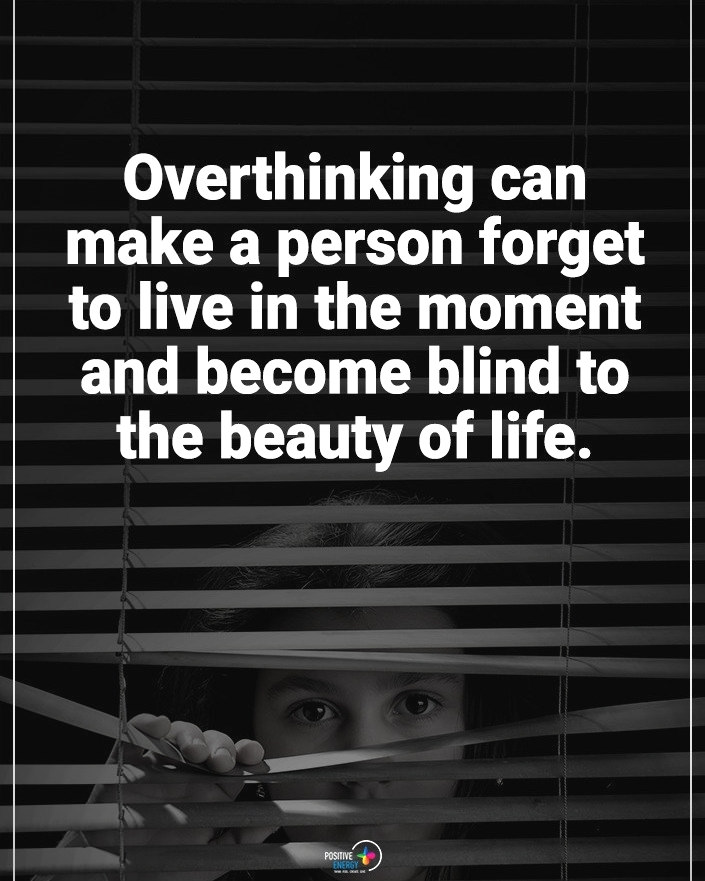 Overthinking can
make a person forget
to live in the moment
and become blind to
the beauty of life.
POSITIVE
ENERGY